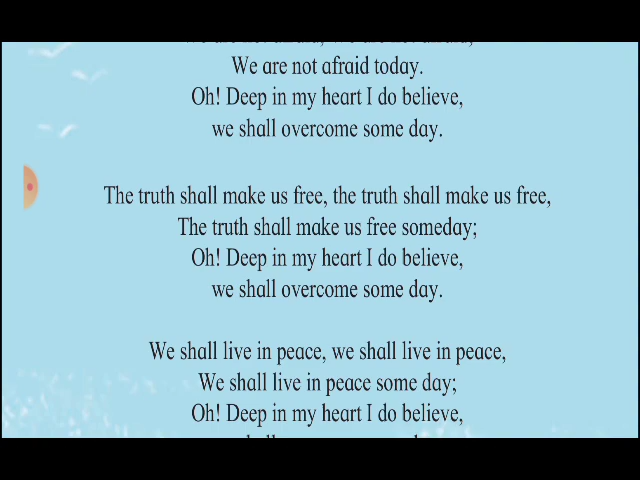 We are not afraid today.
Oh! Deep in my heart I do believe,
we shall overcome some day.
The truth shall make us free, the truth shall make us free,
The truth shall make us free someday;
Oh! Deep in my heart I do believe,
we shall overcome some day.
We shall live in peace, we shall live in peace,
We shall live in peace some day;
Oh! Deep in my heart I do believe,